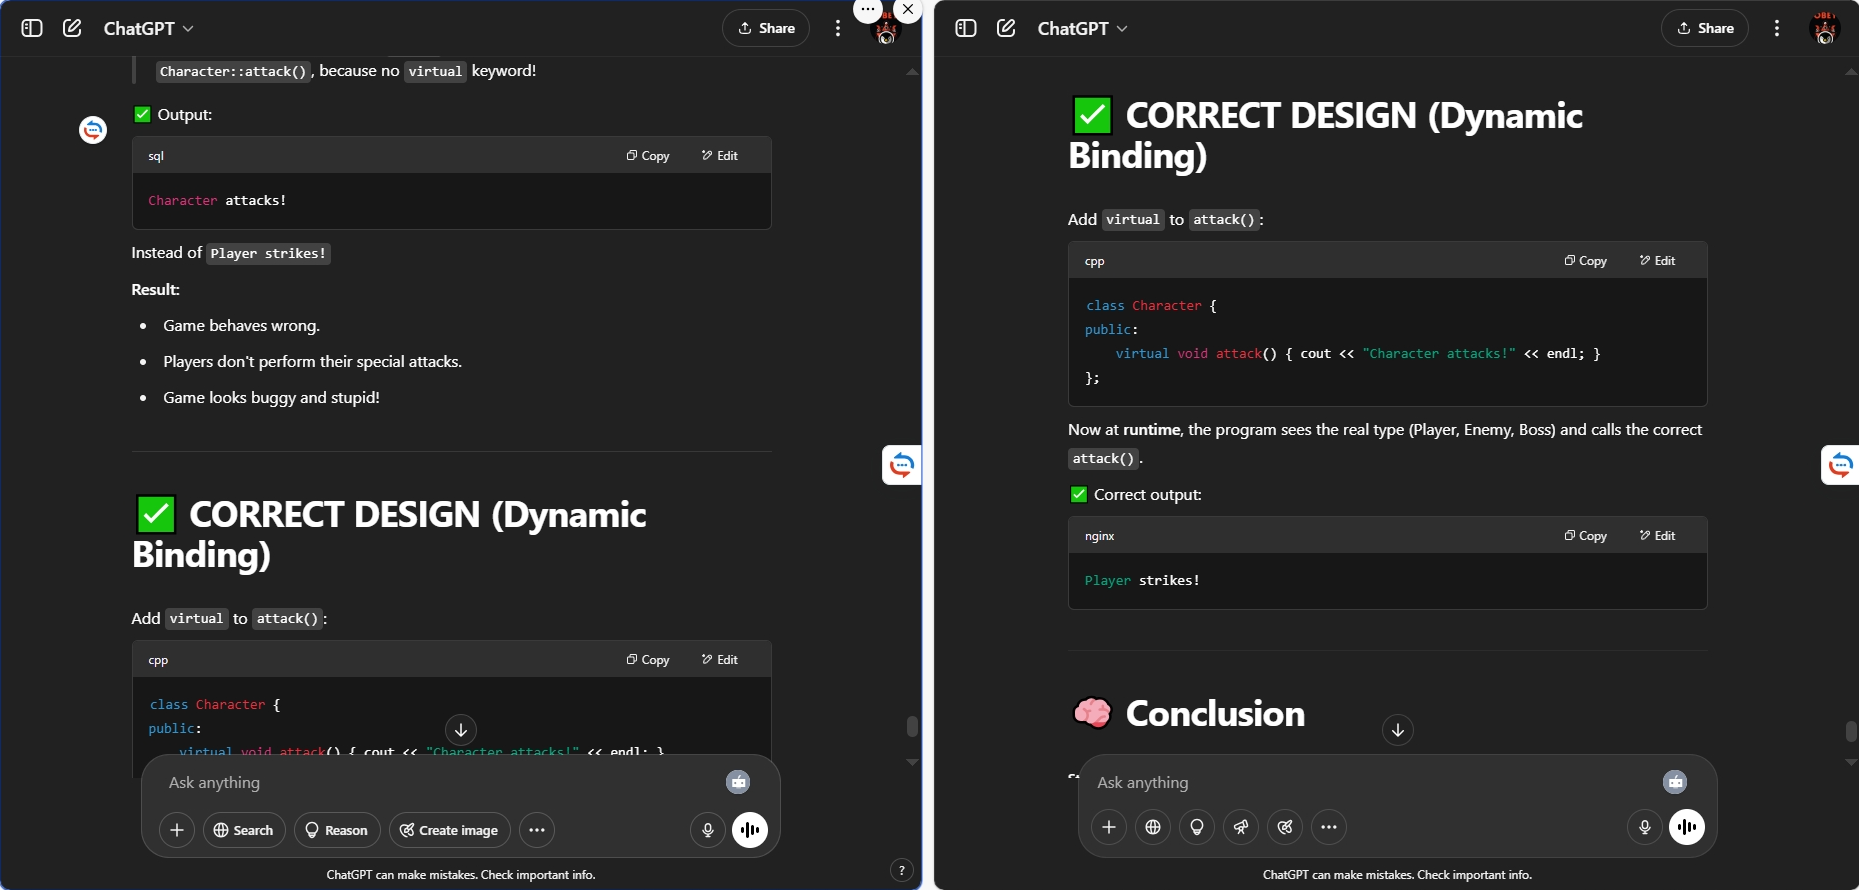 ChatGPT
Share
Character::attack(), because no virtual keyword!
✅ Output:
sql
Copy
Edit
Character attacks!
Instead of Player strikes!
Result:
• Game behaves wrong.
• Players don't perform their special attacks.
• Game looks buggy and stupid!
✅ CORRECT DESIGN (Dynamic
Binding)
Add virtual to attack():
cpp
Copy
Edit
class Character {
public:
virtual void attack() { cout << "Character attacks!" << endl; }
Ask anything
Search
Reason
Create image
ChatGPT can make mistakes. Check important info.
?
ChatGPT
Share
OBEY
✅ CORRECT DESIGN (Dynamic
Binding)
Add virtual to attack():
cpp
Copy
Edit
class Character {
public:
virtual void attack() { cout << "Character attacks!" << endl; }
};
Now at runtime, the program sees the real type (Player, Enemy, Boss) and calls the correct
attack().
✅ Correct output:
nginx
Copy
Edit
Player strikes!
🧠 Conclusion
Ask anything
ChatGPT can make mistakes. Check important info.